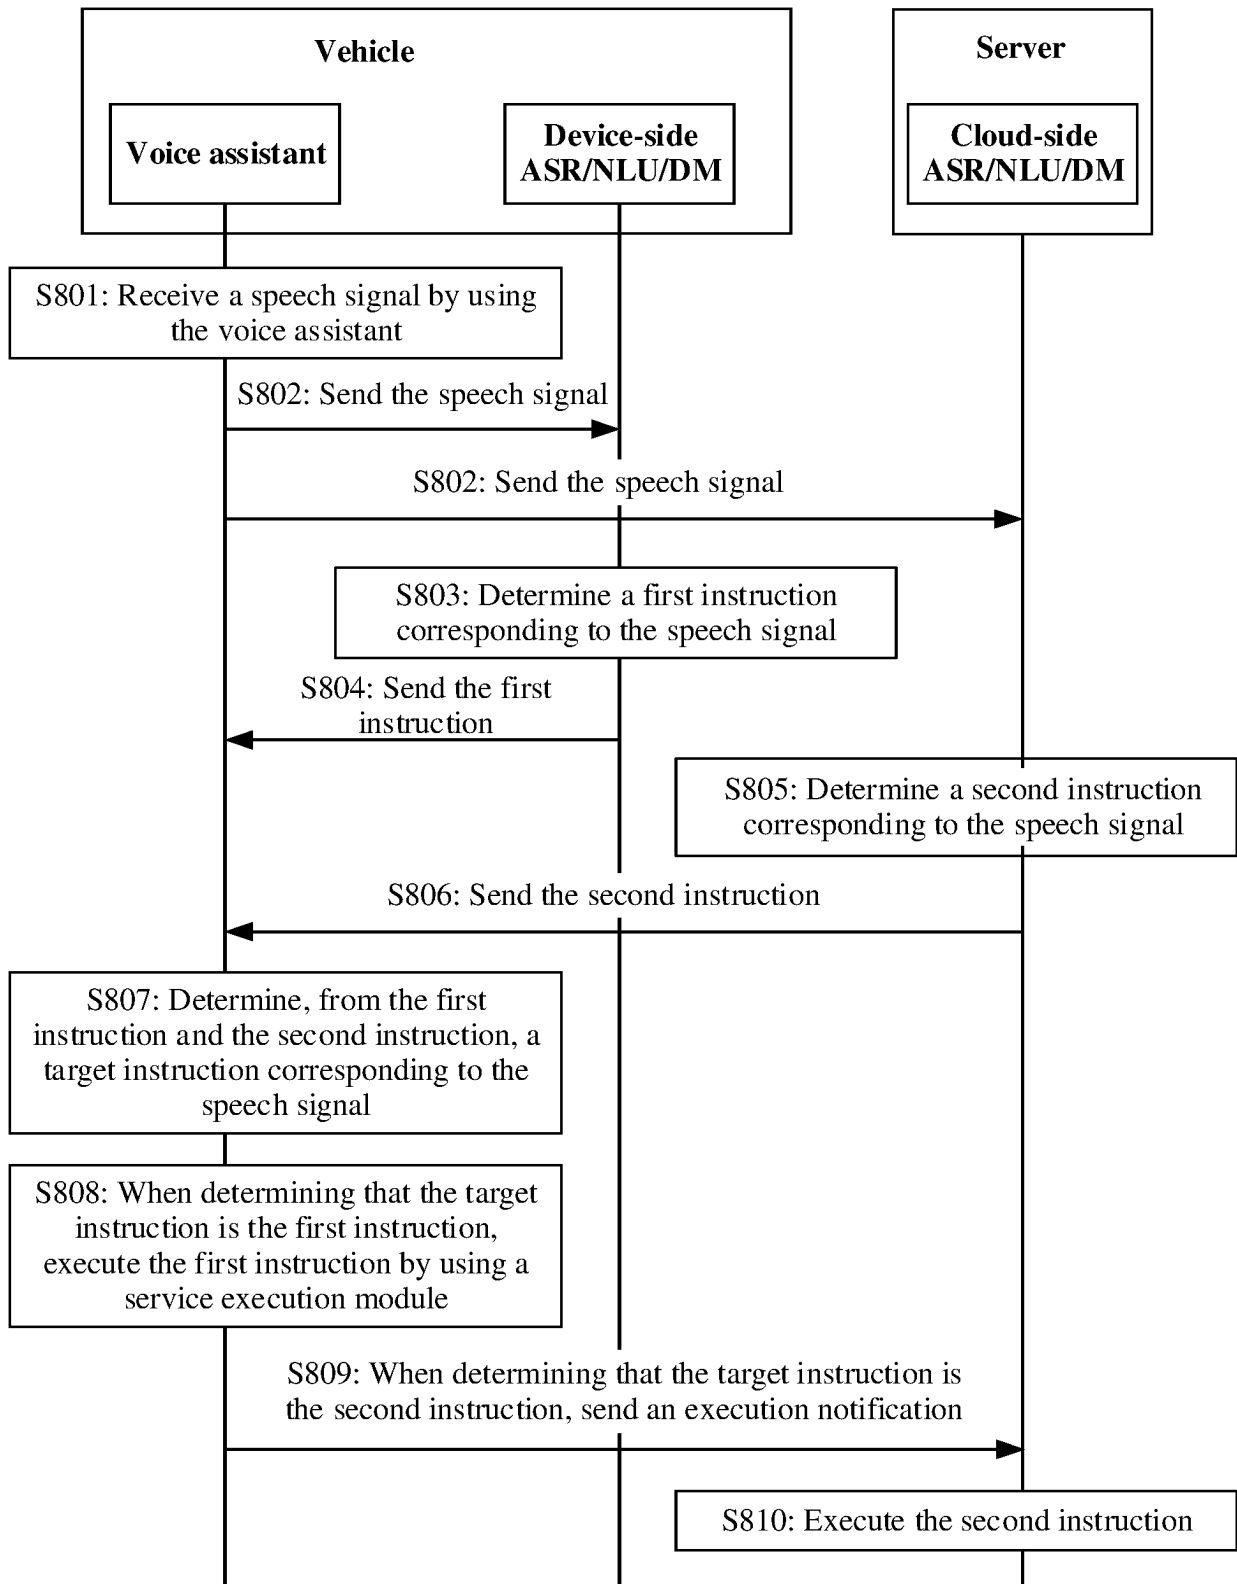 Vehicle
Server
Voice assistant
Device-side
ASR/NLU/DM
Cloud-side
ASR/NLU/DM
S801: Receive a speech signal by using
the voice assistant
S802: Send the speech signal
S802: Send the speech signal
S803: Determine a first instruction
corresponding to the speech signal
S804: Send the first
instruction
S805: Determine a second instruction
corresponding to the speech signal
S806: Send the second instruction
S807: Determine, from the first
instruction and the second instruction, a
target instruction corresponding to the
speech signal
S808: When determining that the target
instruction is the first instruction,
execute the first instruction by using a
service execution module
S809: When determining that the target instruction is
the second instruction, send an execution notification
S810: Execute the second instruction